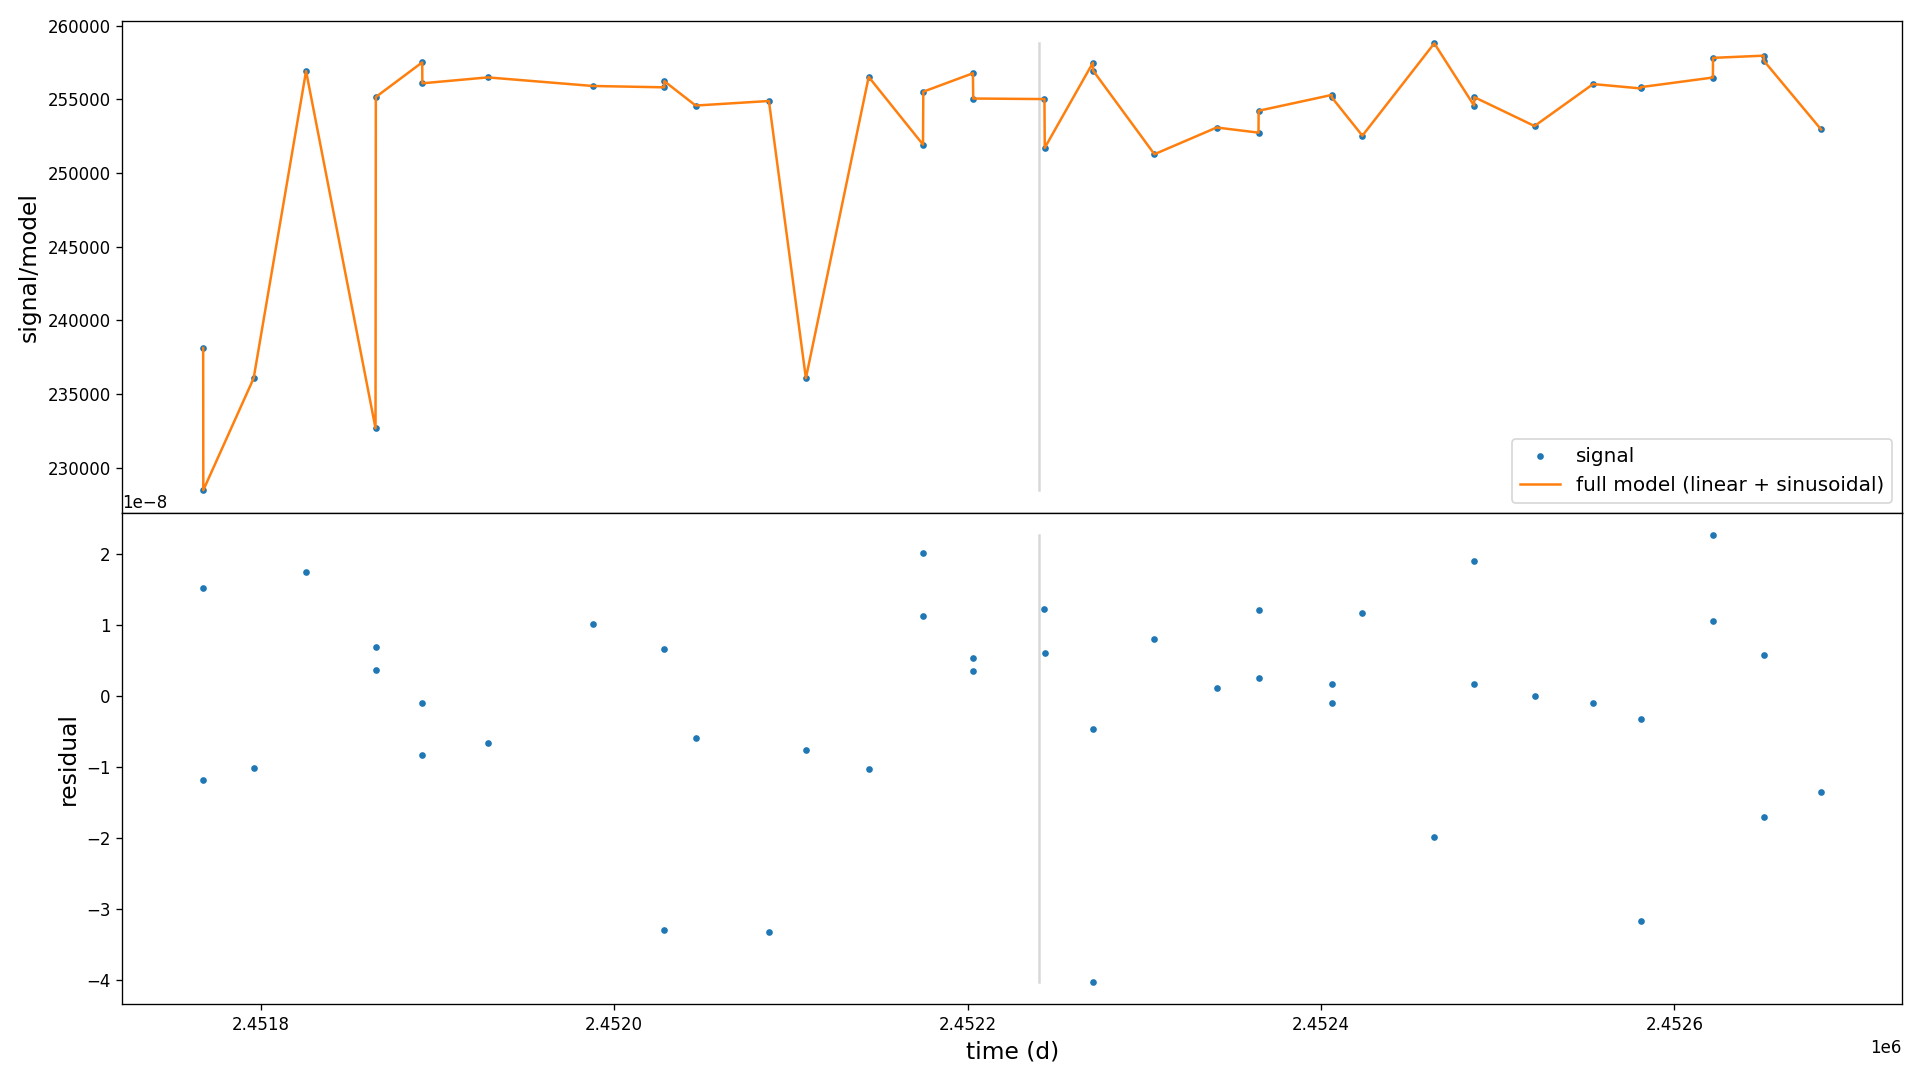 260000
255000
250000
245000
240000
235000
230000
signal/model
signal
full model (linear + sinusoidal)
1e−8
2
1
0
−1
−2
−3
−4
residual
2.4518
2.4520
2.4522
2.4524
2.4526
time (d)
1e6